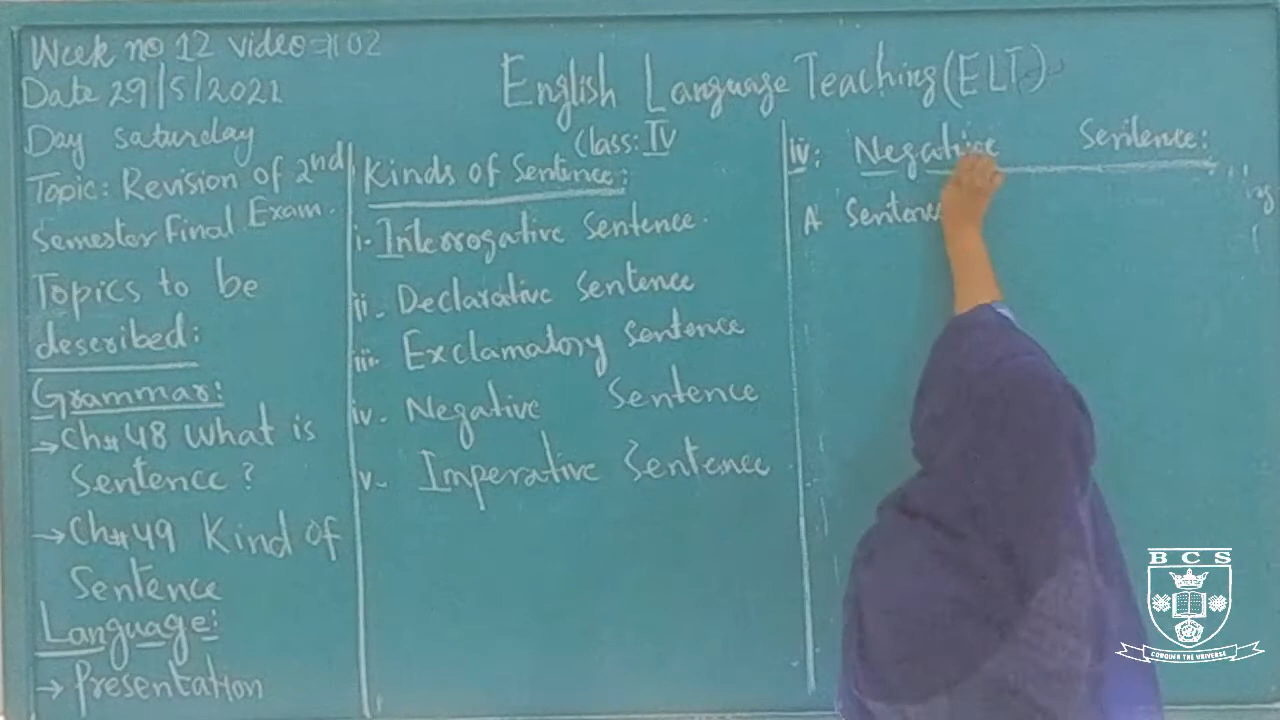 Week no 12 video # 02
Date 29/5/2021
Day saturday
English Language Teaching (ELT)
Class: IV
Topic: Revision of 2nd
Semester Final Exam.
Topics to be
described:
Grammar:
→ Ch# 48 What is
Sentence?
→ Ch# 49 Kind of
Sentence
Language:
→ Presentation
Kinds of Sentence:
i. Interrogative Sentence.
ii. Declarative Sentence
iii. Exclamatory Sentence
iv. Negative Sentence
v. Imperative Sentence
iv: Negative Sentence:
A Sentence
BCS
CONQUER THE UNIVERSE